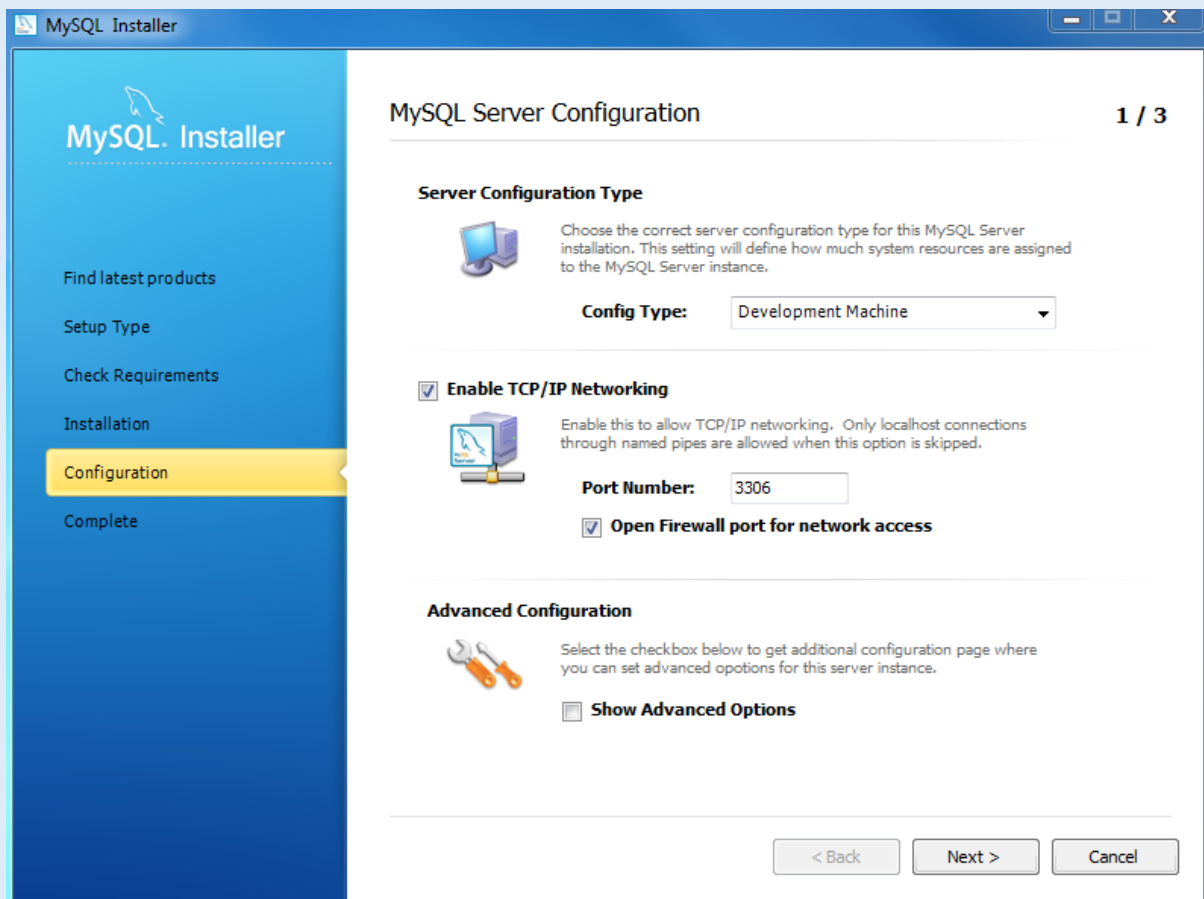 MySQL Installer
MySQL. Installer
Find latest products
Setup Type
Check Requirements
Installation
Configuration
Complete
MySQL Server Configuration
1 / 3
Server Configuration Type
Choose the correct server configuration type for this MySQL Server
installation. This setting will define how much system resources are assigned
to the MySQL Server instance.
Config Type: Development Machine
Enable TCP/IP Networking
Enable this to allow TCP/IP networking. Only localhost connections
through named pipes are allowed when this option is skipped.
Port Number: 3306
Open Firewall port for network access
Advanced Configuration
Select the checkbox below to get additional configuration page where
you can set advanced opotions for this server instance.
Show Advanced Options
< Back Next > Cancel